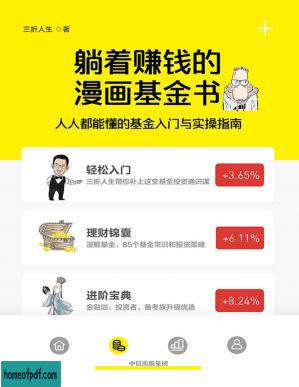 三折人生 ◎ 著
躺着赚钱的
漫画基金书
人人都能懂的基金入门与实操指南
轻松入门
三折人生带你补上这堂基金投资通识课
+3.65%
理财锦囊
漫解基金，85个基金常识和投资策略
+6.11%
进阶宝典
金融咖、投资者、备考族升级优选
+8.24%
中信出版集团
homeofpdf.com